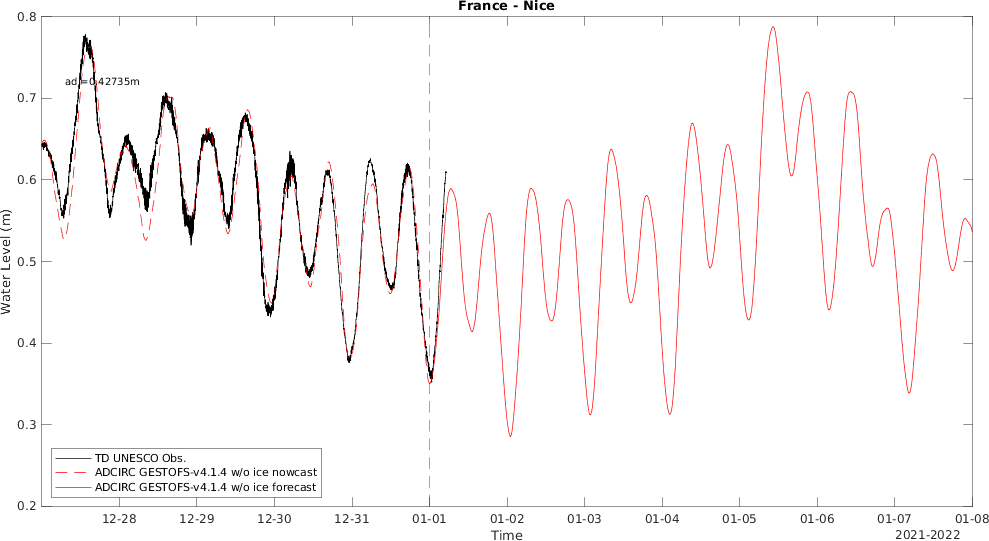 France - Nice
0.8
0.7
0.6
0.5
0.4
0.3
0.2
Water Level (m)
ad =0.42735m
TD UNESCO Obs.
ADCIRC GESTOFS-v4.1.4 w/o ice nowcast
ADCIRC GESTOFS-v4.1.4 w/o ice forecast
12-28 12-29 12-30 12-31 01-01 01-02 01-03 01-04 01-05 01-06 01-07 01-08
Time
2021-2022